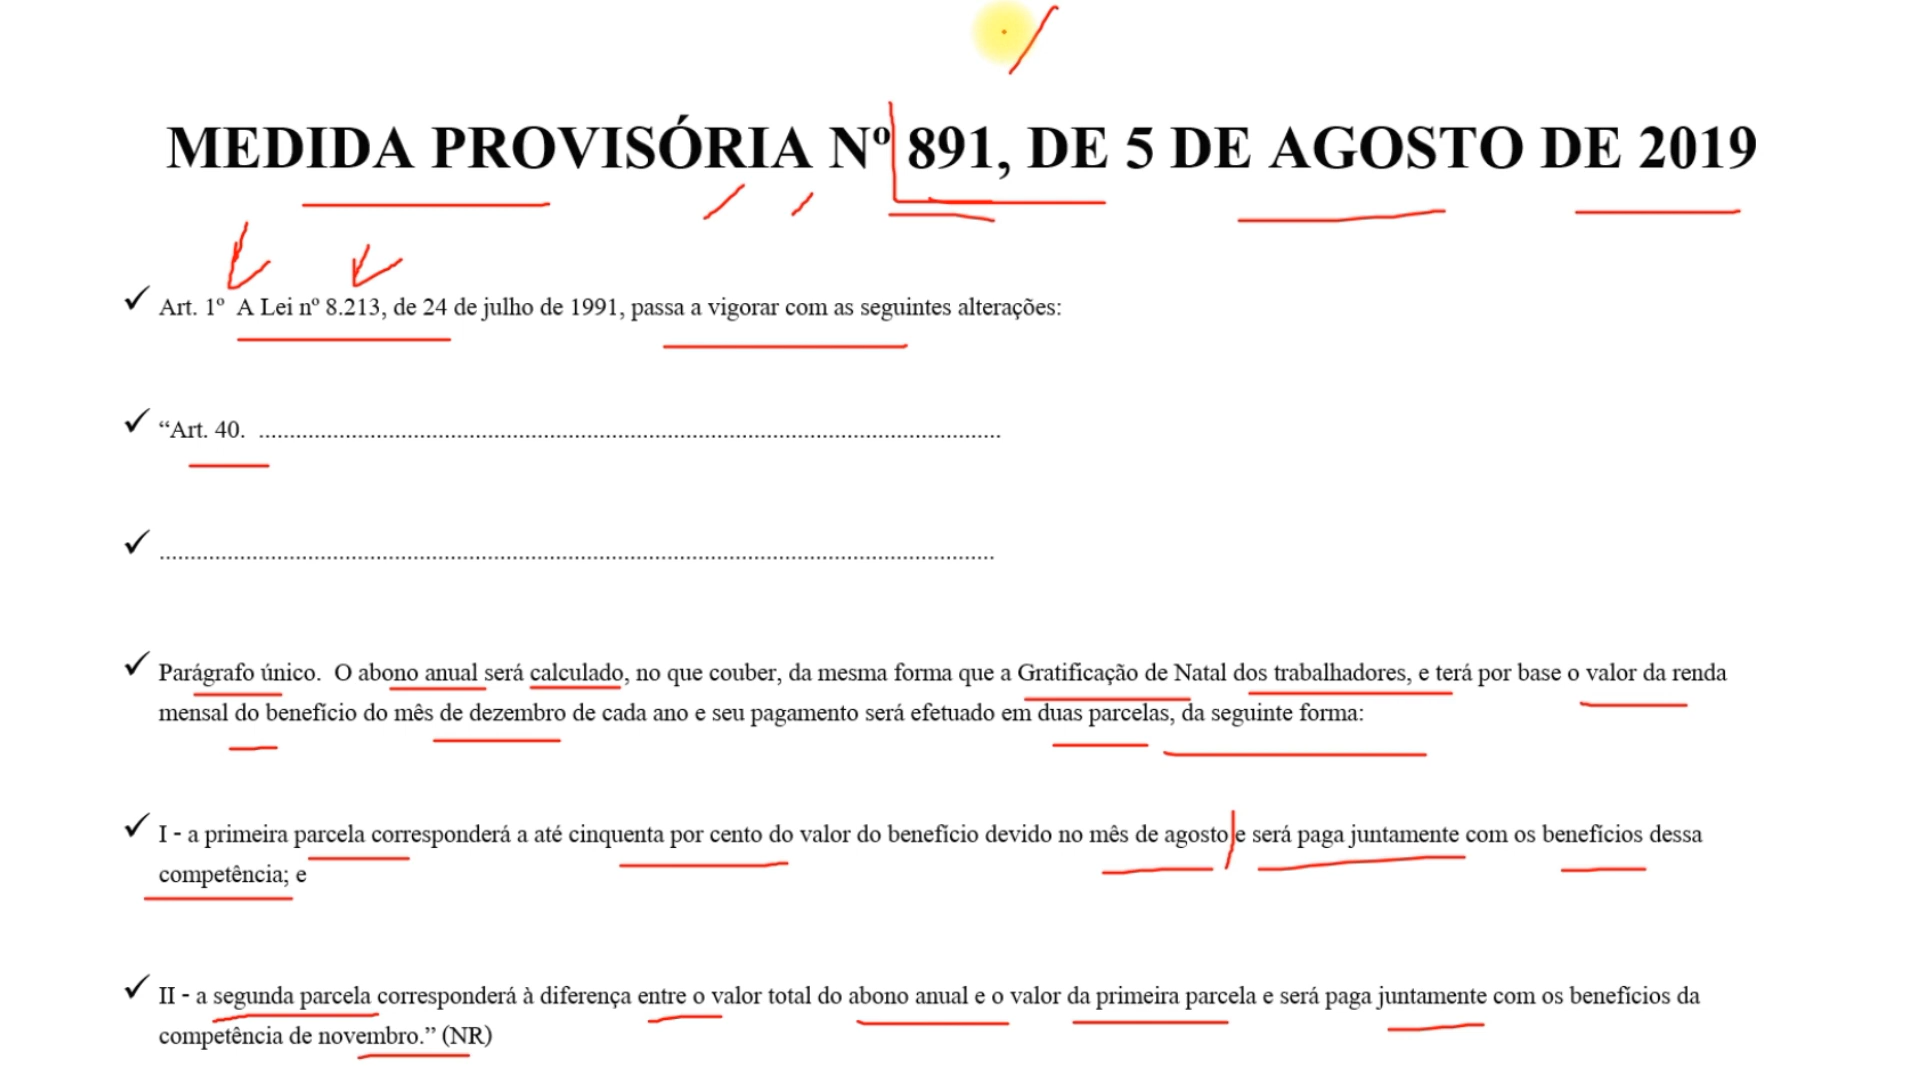 MEDIDA PROVISÓRIA Nº 891, DE 5 DE AGOSTO DE 2019
Art. 1º  A Lei nº 8.213, de 24 de julho de 1991, passa a vigorar com as seguintes alterações:
“Art. 40. ........................................................................................................................
.......................................................................................................................................
Parágrafo único.  O abono anual será calculado, no que couber, da mesma forma que a Gratificação de Natal dos trabalhadores, e terá por base o valor da renda
mensal do benefício do mês de dezembro de cada ano e seu pagamento será efetuado em duas parcelas, da seguinte forma:
I - a primeira parcela corresponderá a até cinquenta por cento do valor do benefício devido no mês de agosto e será paga juntamente com os benefícios dessa
competência; e
II - a segunda parcela corresponderá à diferença entre o valor total do abono anual e o valor da primeira parcela e será paga juntamente com os benefícios da
competência de novembro.” (NR)